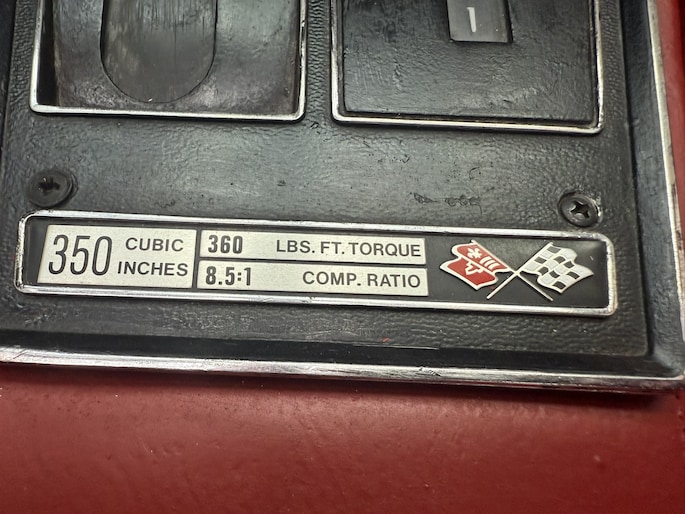 1
350 CUBIC INCHES
360 LBS. FT. TORQUE
8.5:1 COMP. RATIO